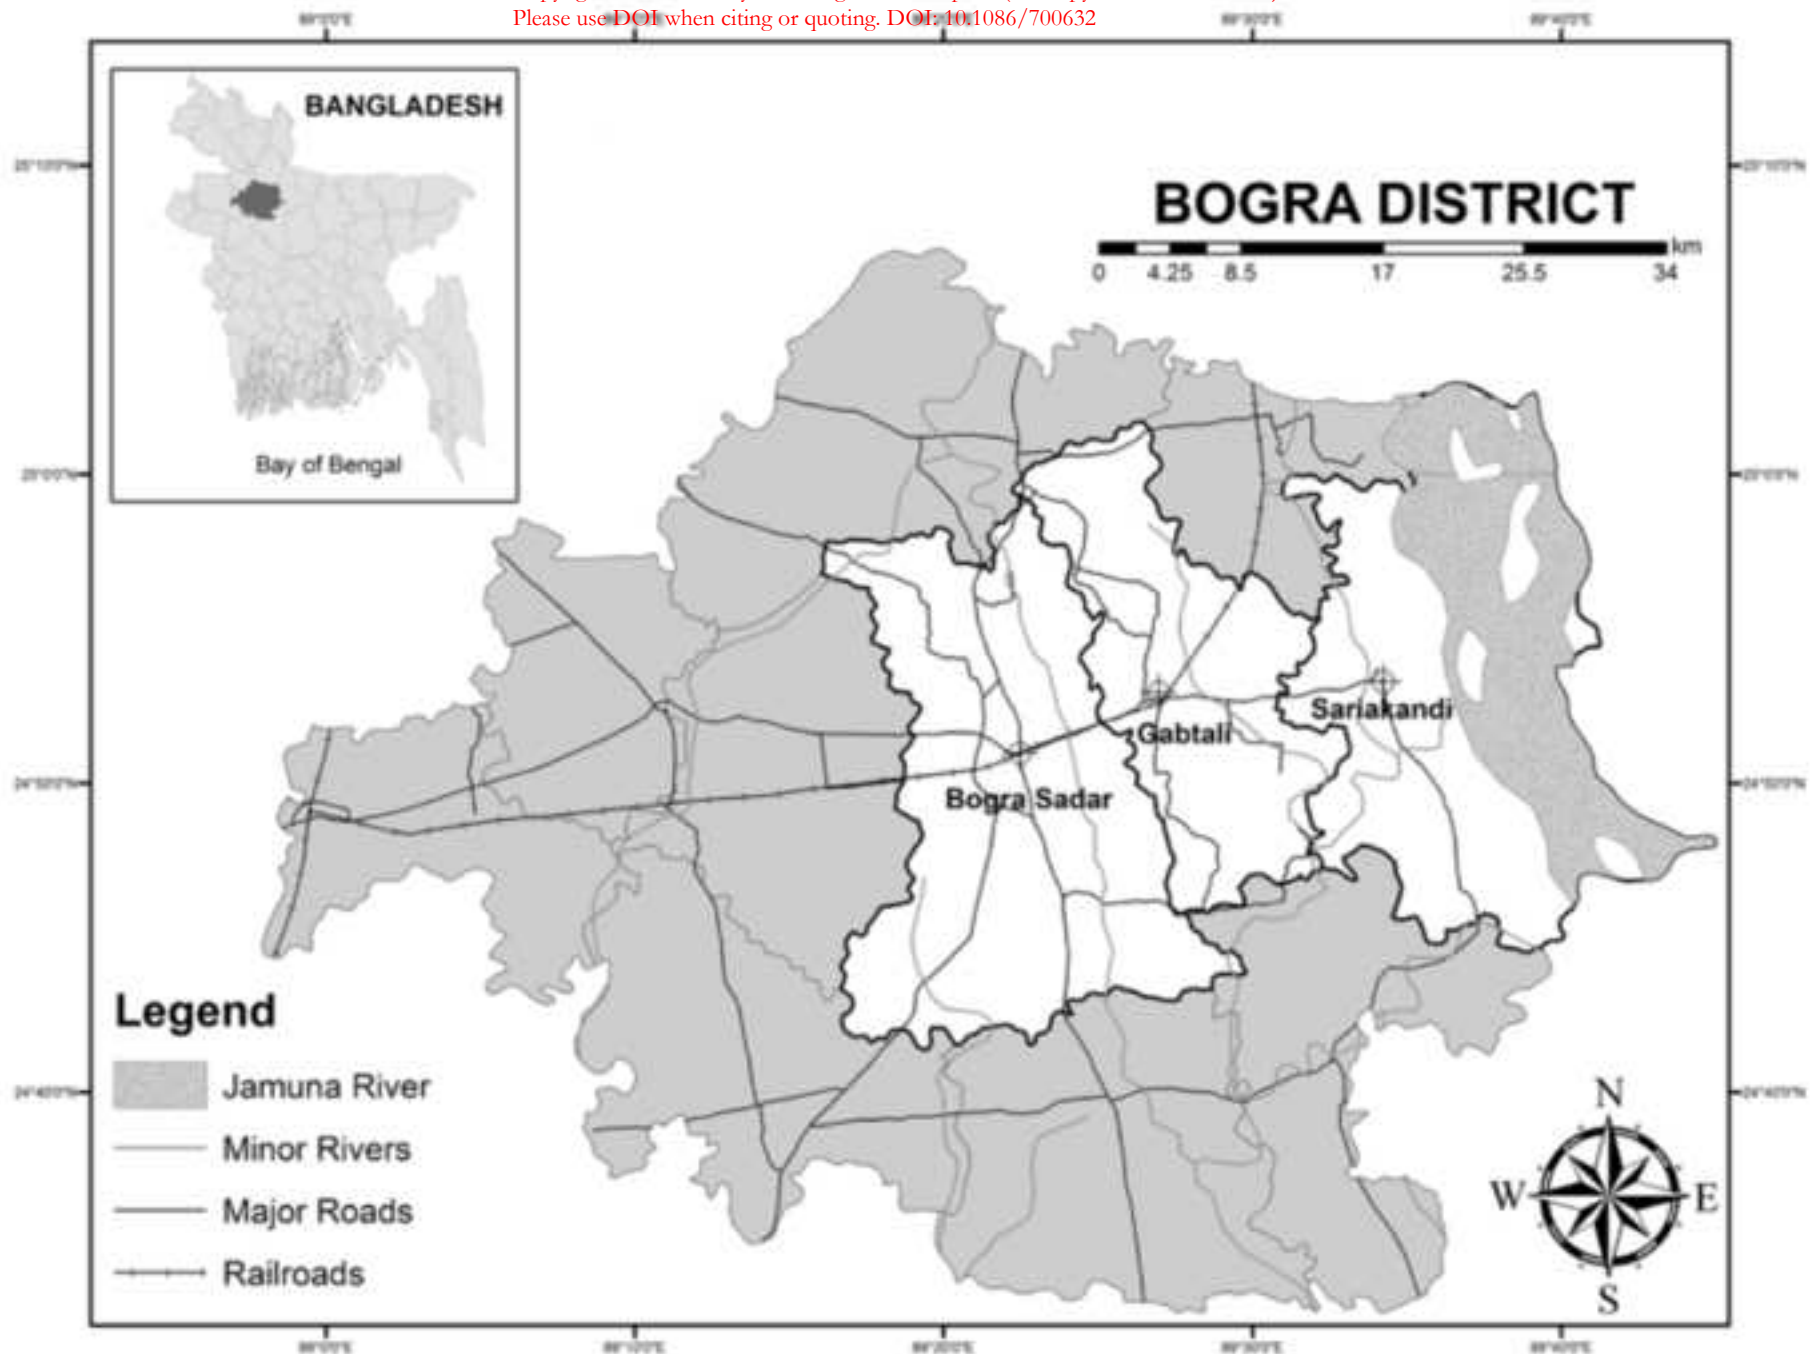 Please use DOI when citing or quoting. DOI: 10.1086/700632
BANGLADESH
Bay of Bengal
BOGRA DISTRICT
km
0 4.25 8.5 17 25.5 34
Sariakandi
Gabtali
Bogra Sadar
Legend
Jamuna River
Minor Rivers
Major Roads
Railroads
N
W E
S